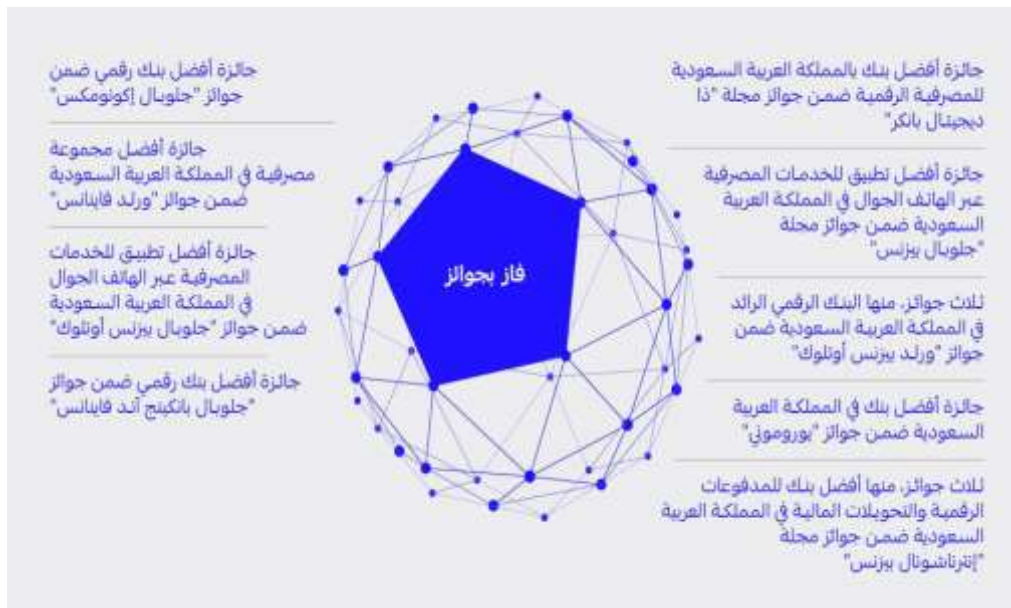 جائزة أفضل بنك بالمملكة العربية السعودية
للمصرفية الرقمية ضمن جوائز مجلة "ذا
ديجيتال بانكر"
جائزة أفضل تطبيق للخدمات المصرفية
عبر الهاتف الجوال في المملكة العربية
السعودية ضمن جوائز مجلة
"جلوبال بيزنس"
ثلاث جوائز، منها البنك الرقمي الرائد
في المملكة العربية السعودية ضمن
جوائز "ورلد بيزنس أوتلوك"
جائزة أفضل بنك في المملكة العربية
السعودية ضمن جوائز "يوروموني"
ثلاث جوائز، منها أفضل بنك للمدفوعات
الرقمية والتحويلات المالية في المملكة العربية
السعودية ضمن جوائز مجلة
"إنترناشونال بيزنس"
فاز بجوائز
جائزة أفضل بنك رقمي ضمن
جوائز "جلوبال إكونومكس"
جائزة أفضل مجموعة
مصرفية في المملكة العربية السعودية
ضمن جوائز "ورلد فاينانس"
جائزة أفضل تطبيق للخدمات
المصرفية عبر الهاتف الجوال
في المملكة العربية السعودية
ضمن جوائز "جلوبال بيزنس أوتلوك"
جائزة أفضل بنك رقمي ضمن جوائز
"جلوبال بانكينج آند فاينانس"